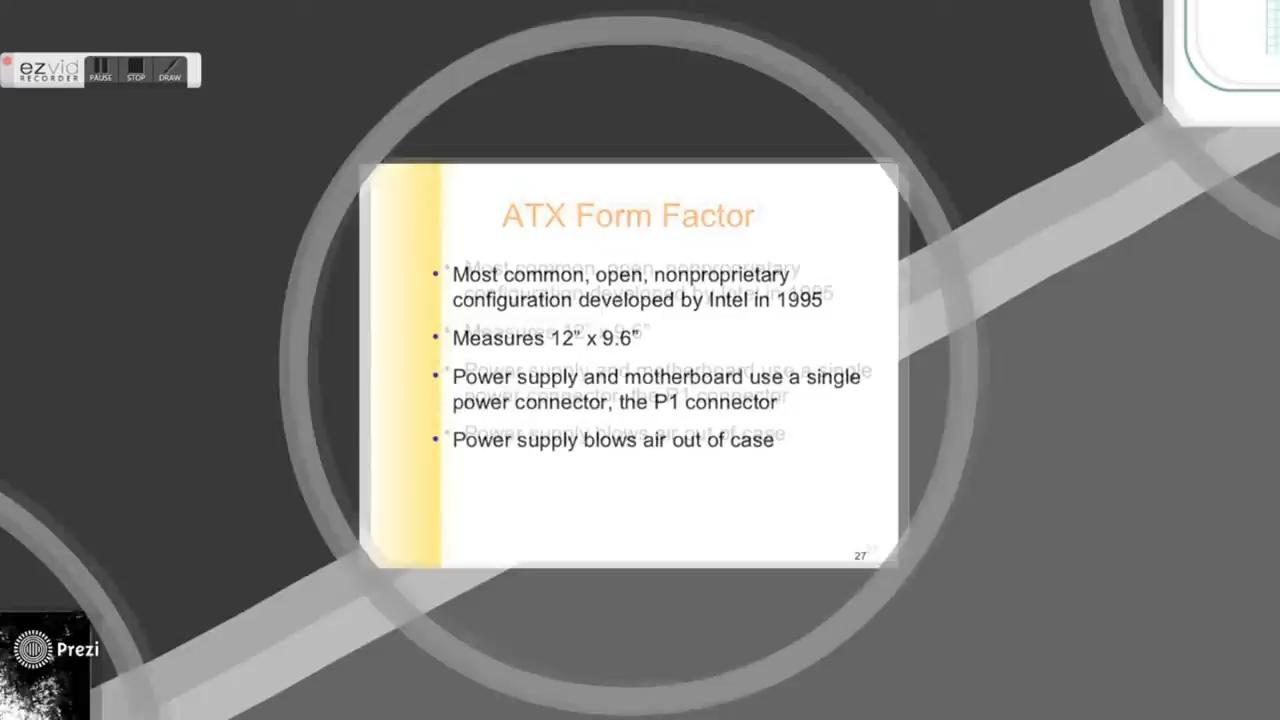 ezvid
RECORDER
PAUSE STOP DRAW
ATX Form Factor
• Most common, open, nonproprietary
configuration developed by Intel in 1995
• Measures 12” x 9.6”
• Power supply and motherboard use a single
power connector, the P1 connector
• Power supply blows air out of case
27
Prezi